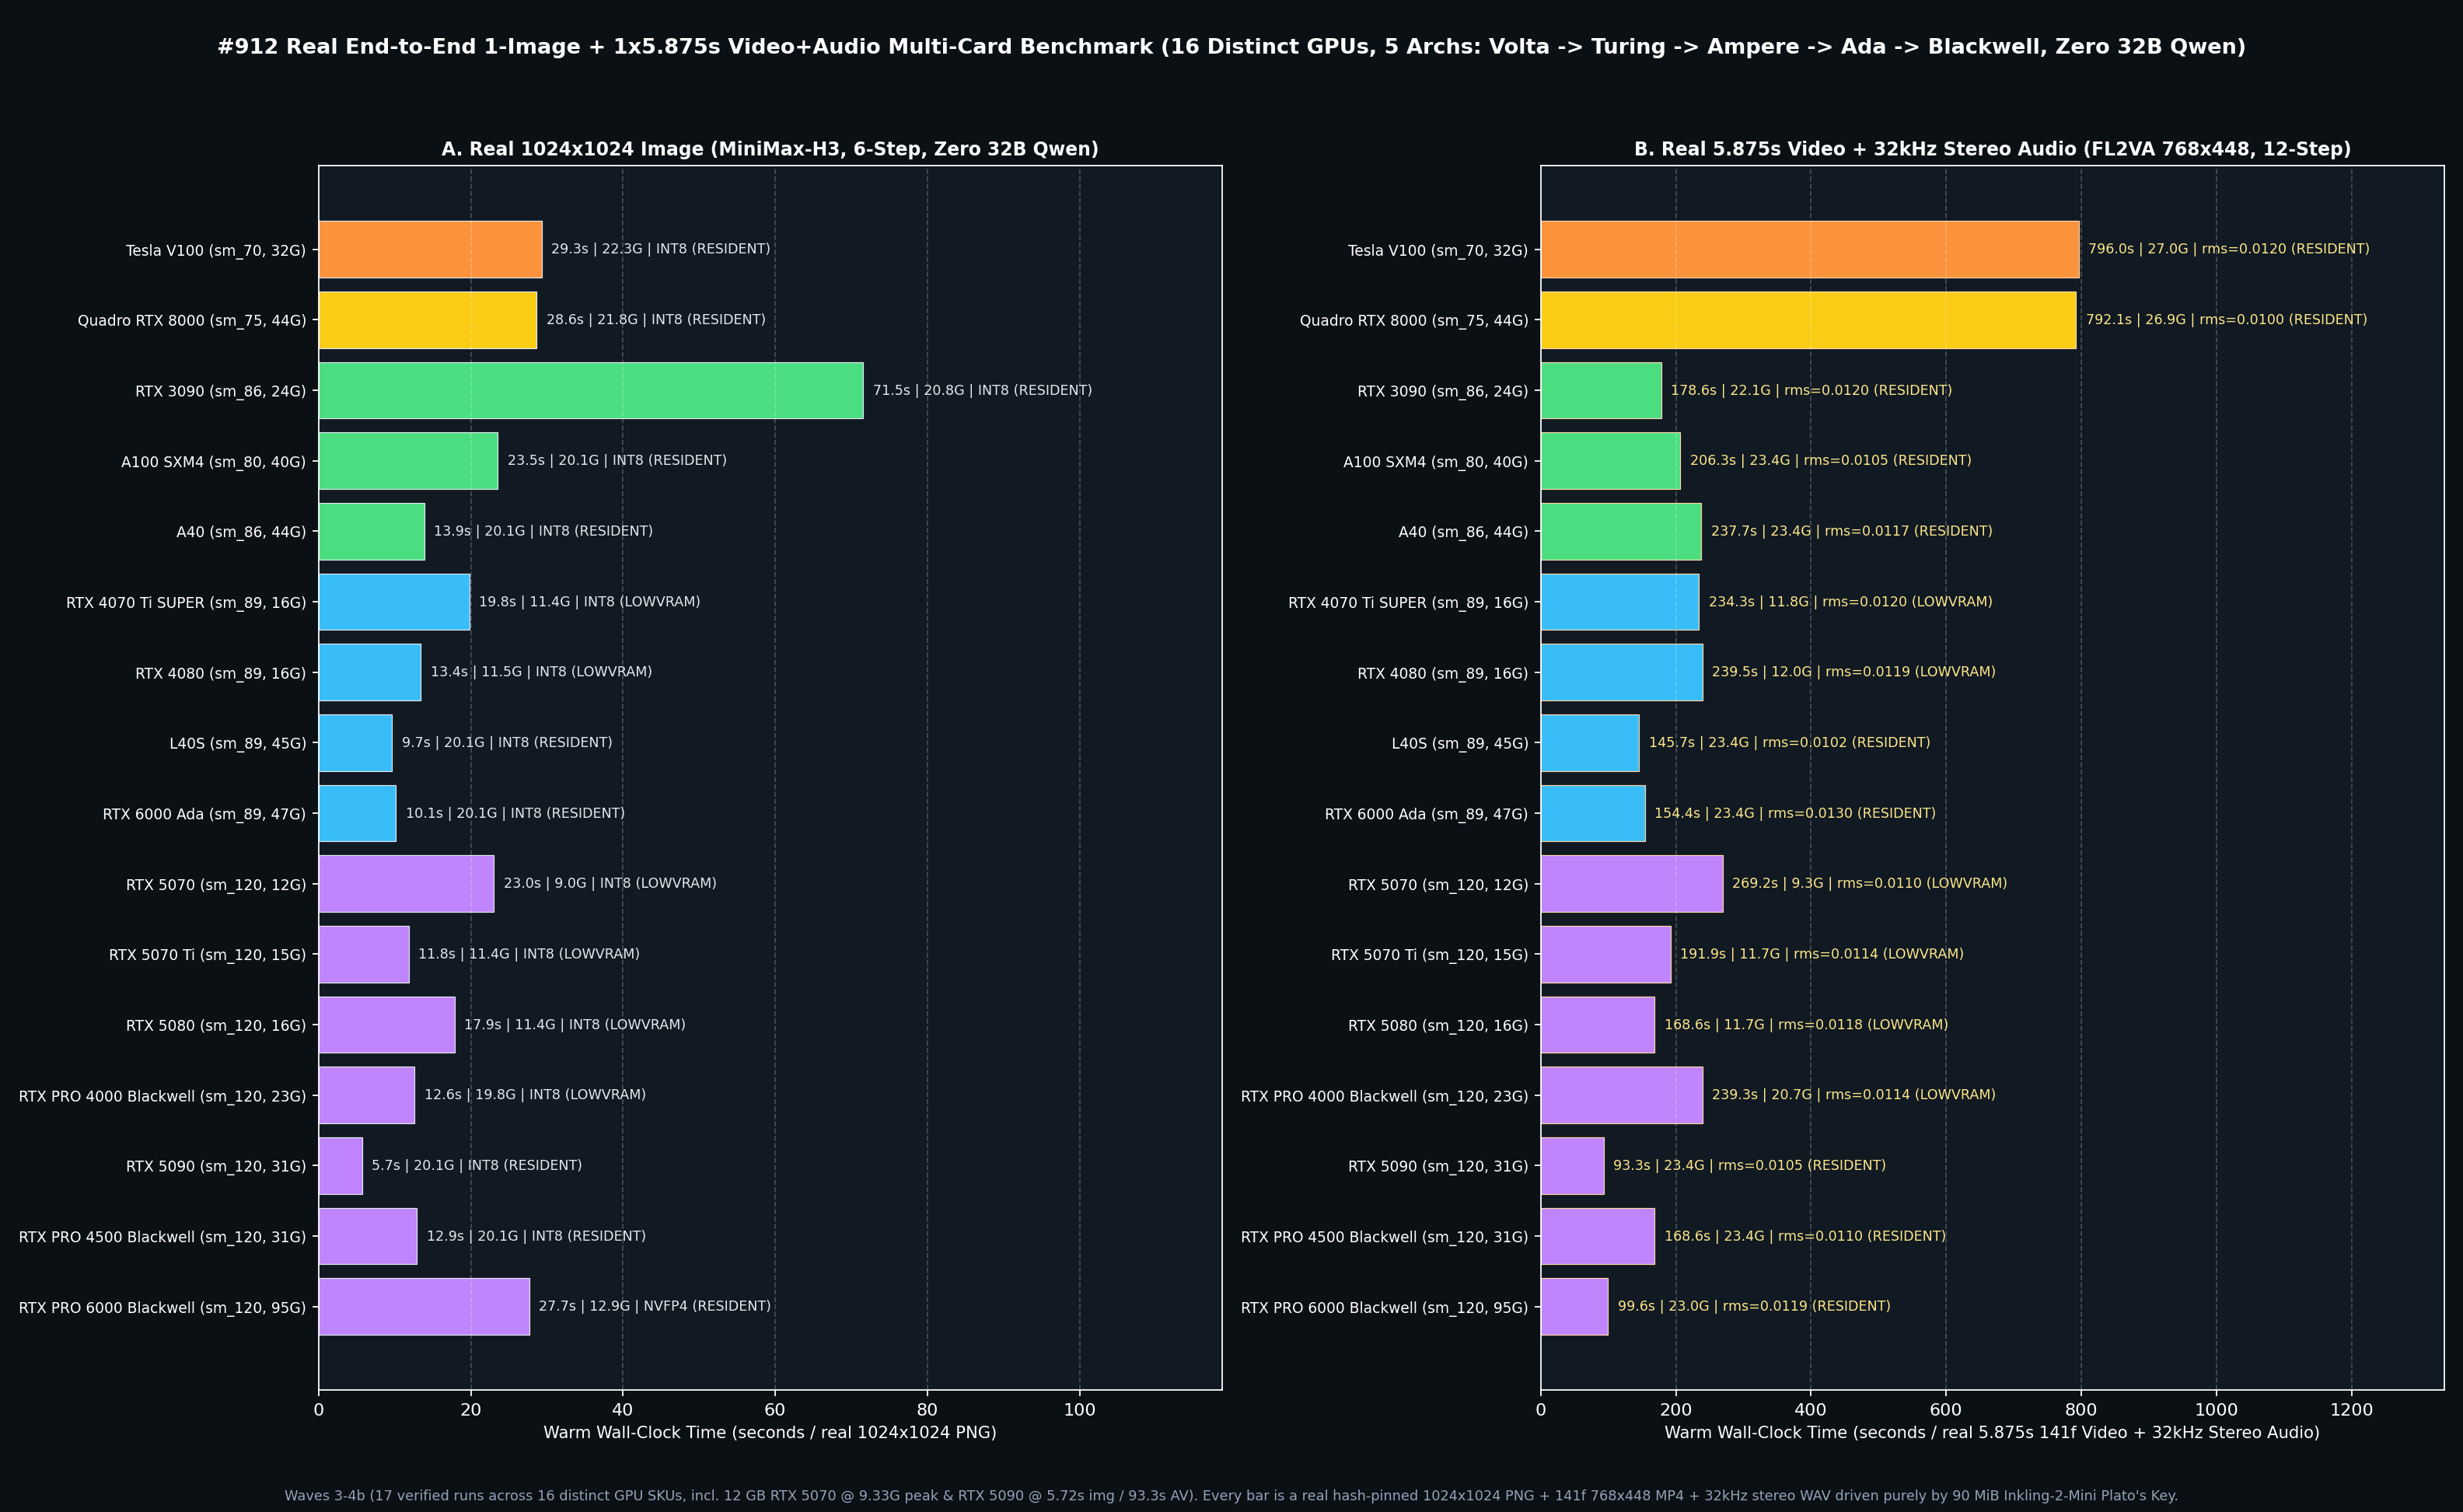 #912 Real End-to-End 1-Image + 1x5.875s Video+Audio Multi-Card Benchmark (16 Distinct GPUs, 5 Archs: Volta -> Turing -> Ampere -> Ada -> Blackwell, Zero 32B Qwen)
A. Real 1024x1024 Image (MiniMax-H3, 6-Step, Zero 32B Qwen)
Tesla V100 (sm_70, 32G) 29.3s | 22.3G | INT8 (RESIDENT)
Quadro RTX 8000 (sm_75, 44G) 28.6s | 21.8G | INT8 (RESIDENT)
RTX 3090 (sm_86, 24G) 71.5s | 20.8G | INT8 (RESIDENT)
A100 SXM4 (sm_80, 40G) 23.5s | 20.1G | INT8 (RESIDENT)
A40 (sm_86, 44G) 13.9s | 20.1G | INT8 (RESIDENT)
RTX 4070 Ti SUPER (sm_89, 16G) 19.8s | 11.4G | INT8 (LOWVRAM)
RTX 4080 (sm_89, 16G) 13.4s | 11.5G | INT8 (LOWVRAM)
L40S (sm_89, 45G) 9.7s | 20.1G | INT8 (RESIDENT)
RTX 6000 Ada (sm_89, 47G) 10.1s | 20.1G | INT8 (RESIDENT)
RTX 5070 (sm_120, 12G) 23.0s | 9.0G | INT8 (LOWVRAM)
RTX 5070 Ti (sm_120, 15G) 11.8s | 11.4G | INT8 (LOWVRAM)
RTX 5080 (sm_120, 16G) 17.9s | 11.4G | INT8 (LOWVRAM)
RTX PRO 4000 Blackwell (sm_120, 23G) 12.6s | 19.8G | INT8 (LOWVRAM)
RTX 5090 (sm_120, 31G) 5.7s | 20.1G | INT8 (RESIDENT)
RTX PRO 4500 Blackwell (sm_120, 31G) 12.9s | 20.1G | INT8 (RESIDENT)
RTX PRO 6000 Blackwell (sm_120, 95G) 27.7s | 12.9G | NVFP4 (RESIDENT)
0 20 40 60 80 100
Warm Wall-Clock Time (seconds / real 1024x1024 PNG)
B. Real 5.875s Video + 32kHz Stereo Audio (FL2VA 768x448, 12-Step)
Tesla V100 (sm_70, 32G) 796.0s | 27.0G | rms=0.0120 (RESIDENT)
Quadro RTX 8000 (sm_75, 44G) 792.1s | 26.9G | rms=0.0100 (RESIDENT)
RTX 3090 (sm_86, 24G) 178.6s | 22.1G | rms=0.0120 (RESIDENT)
A100 SXM4 (sm_80, 40G) 206.3s | 23.4G | rms=0.0105 (RESIDENT)
A40 (sm_86, 44G) 237.7s | 23.4G | rms=0.0117 (RESIDENT)
RTX 4070 Ti SUPER (sm_89, 16G) 234.3s | 11.8G | rms=0.0120 (LOWVRAM)
RTX 4080 (sm_89, 16G) 239.5s | 12.0G | rms=0.0119 (LOWVRAM)
L40S (sm_89, 45G) 145.7s | 23.4G | rms=0.0102 (RESIDENT)
RTX 6000 Ada (sm_89, 47G) 154.4s | 23.4G | rms=0.0130 (RESIDENT)
RTX 5070 (sm_120, 12G) 269.2s | 9.3G | rms=0.0110 (LOWVRAM)
RTX 5070 Ti (sm_120, 15G) 191.9s | 11.7G | rms=0.0114 (LOWVRAM)
RTX 5080 (sm_120, 16G) 168.6s | 11.7G | rms=0.0118 (LOWVRAM)
RTX PRO 4000 Blackwell (sm_120, 23G) 239.3s | 20.7G | rms=0.0114 (LOWVRAM)
RTX 5090 (sm_120, 31G) 93.3s | 23.4G | rms=0.0105 (RESIDENT)
RTX PRO 4500 Blackwell (sm_120, 31G) 168.6s | 23.4G | rms=0.0110 (RESIDENT)
RTX PRO 6000 Blackwell (sm_120, 95G) 99.6s | 23.0G | rms=0.0119 (RESIDENT)
0 200 400 600 800 1000 1200
Warm Wall-Clock Time (seconds / real 5.875s 141f Video + 32kHz Stereo Audio)
Waves 3-4b (17 verified runs across 16 distinct GPU SKUs, incl. 12 GB RTX 5070 @ 9.33G peak & RTX 5090 @ 5.72s img / 93.3s AV). Every bar is a real hash-pinned 1024x1024 PNG + 141f 768x448 MP4 + 32kHz stereo WAV driven purely by 90 MiB Inkling-2-Mini Plato's Key.